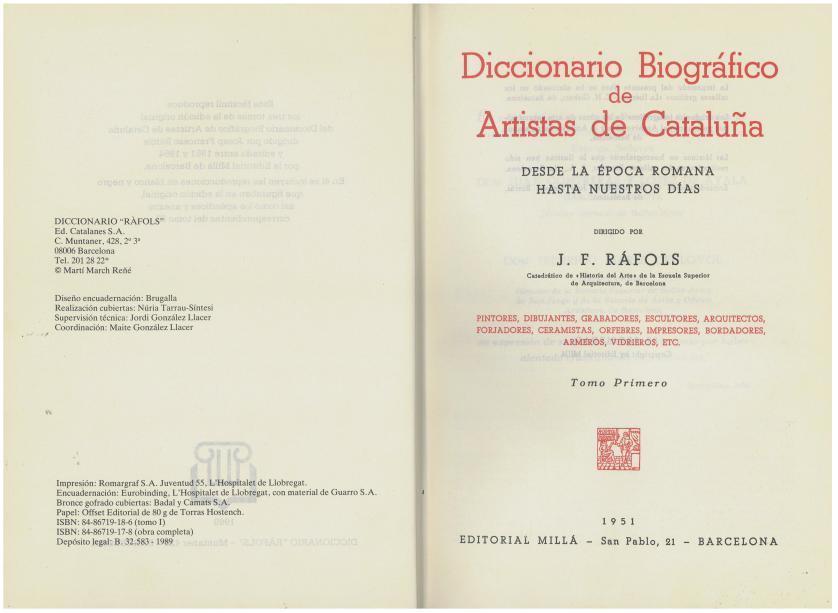 DICCIONARIO "RÀFOLS"
Ed. Catalanes S.A.
C. Muntaner, 428, 2º 3ª
08006 Barcelona
Tel. 201 28 22*
© Martí March Reñé
Diseño encuadernación: Brugalla
Realización cubiertas: Núria Tarrau-Síntesi
Supervisión técnica: Jordi González Llacer
Coordinación: Maite González Llacer
Impresión: Romargraf S.A. Juventud 55, L'Hospitalet de Llobregat.
Encuadernación: Eurobinding, L'Hospitalet de Llobregat, con material de Guarro S.A.
Bronce gofrado cubiertas: Badal y Camats S.A.
Papel: Offset Editorial de 80 g de Torras Hostench.
ISBN: 84-86719-18-6 (tomo I)
ISBN: 84-86719-17-8 (obra completa)
Depósito legal: B. 32.583 - 1989
Diccionario Biográfico
de
Artistas de Cataluña
DESDE LA ÉPOCA ROMANA
HASTA NUESTROS DÍAS
DIRIGIDO POR
J. F. RÁFOLS
Catedrático de «Historia del Arte» de la Escuela Superior
de Arquitectura, de Barcelona
PINTORES, DIBUJANTES, GRABADORES, ESCULTORES, ARQUITECTOS,
FORJADORES, CERAMISTAS, ORFEBRES, IMPRESORES, BORDADORES,
ARMEROS, VIDRIEROS, ETC.
Tomo Primero
1951
EDITORIAL MILLÁ – San Pablo, 21 – BARCELONA